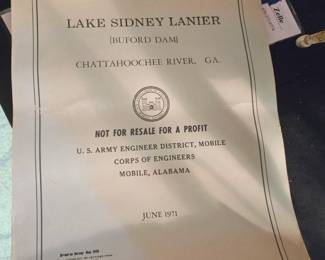 LAKE SIDNEY LANIER
(BUFORD DAM)
CHATTAHOOCHEE RIVER, GA.
NOT FOR RESALE FOR A PROFIT
U. S. ARMY ENGINEER DISTRICT, MOBILE
CORPS OF ENGINEERS
MOBILE, ALABAMA
JUNE 1971
Zelle